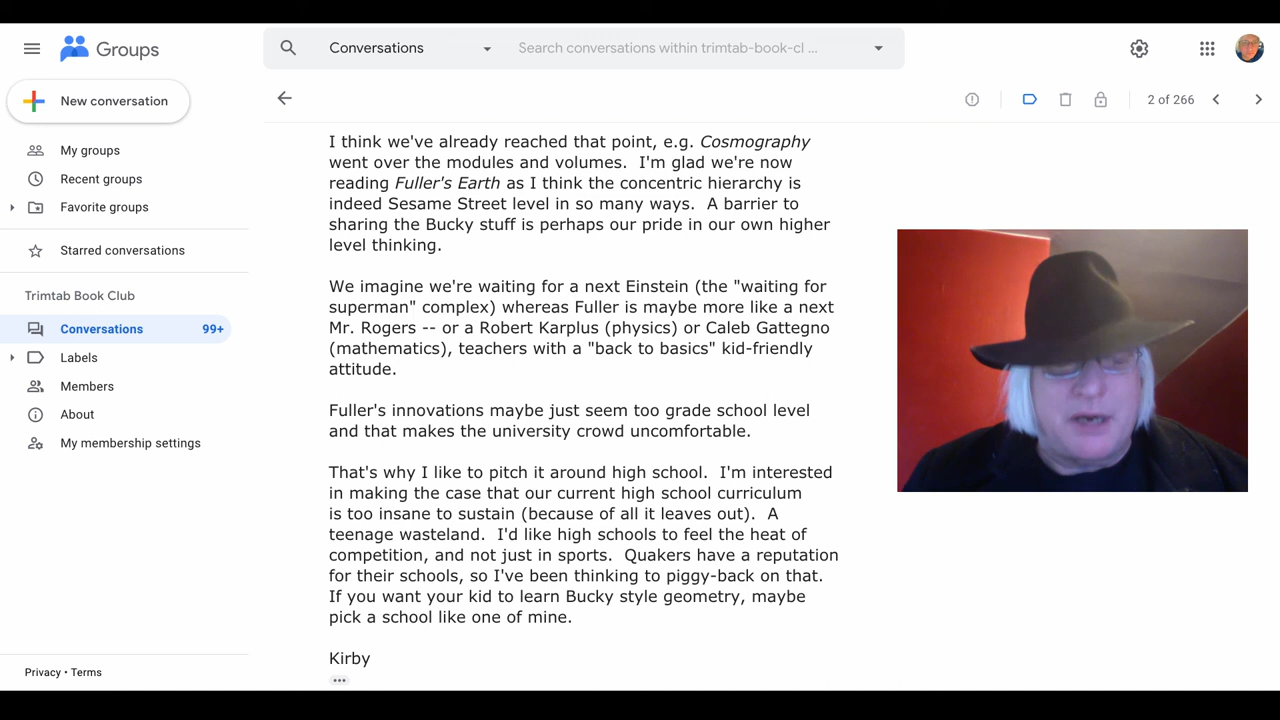 Groups
Conversations
Search conversations within trimtab-book-cl ...
New conversation
2 of 266
My groups
Recent groups
Favorite groups
Starred conversations
Trimtab Book Club
Conversations 99+
Labels
Members
About
My membership settings
Privacy • Terms
I think we've already reached that point, e.g. Cosmography
went over the modules and volumes.  I'm glad we're now
reading Fuller's Earth as I think the concentric hierarchy is
indeed Sesame Street level in so many ways.  A barrier to
sharing the Bucky stuff is perhaps our pride in our own higher
level thinking.
We imagine we're waiting for a next Einstein (the "waiting for
superman" complex) whereas Fuller is maybe more like a next
Mr. Rogers -- or a Robert Karplus (physics) or Caleb Gattegno
(mathematics), teachers with a "back to basics" kid-friendly
attitude.
Fuller's innovations maybe just seem too grade school level
and that makes the university crowd uncomfortable.
That's why I like to pitch it around high school.  I'm interested
in making the case that our current high school curriculum
is too insane to sustain (because of all it leaves out).  A
teenage wasteland.  I'd like high schools to feel the heat of
competition, and not just in sports.  Quakers have a reputation
for their schools, so I've been thinking to piggy-back on that.
If you want your kid to learn Bucky style geometry, maybe
pick a school like one of mine.
Kirby